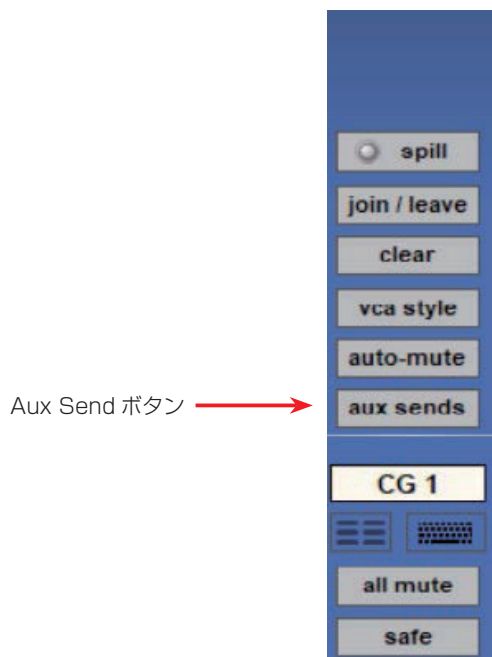 spill
join / leave
clear
vca style
auto-mute
Aux Send ボタン
aux sends
CG 1
all mute
safe